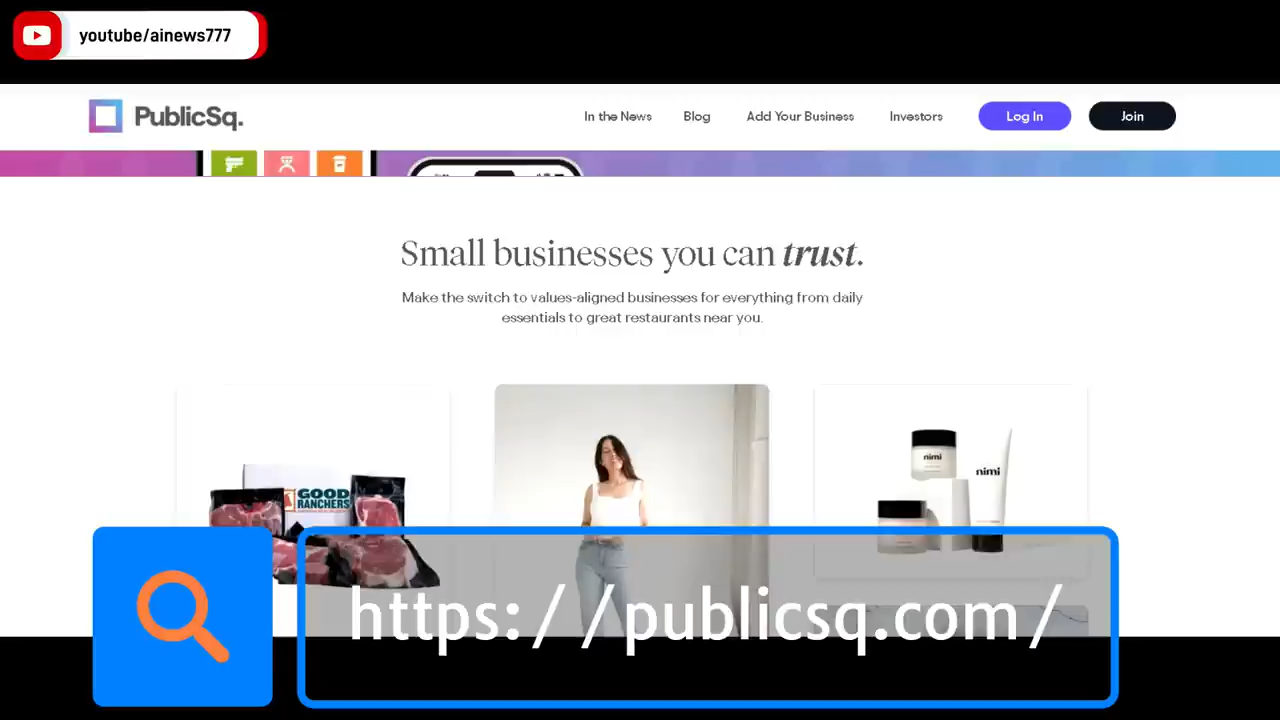 youtube/ainews777
PublicSq.
In the News
Blog
Add Your Business
Investors
Log In
Join
Small businesses you can trust.
Make the switch to values-aligned businesses for everything from daily
essentials to great restaurants near you.
GOOD
RANCHERS
nimi
nimi
https://publicsq.com/